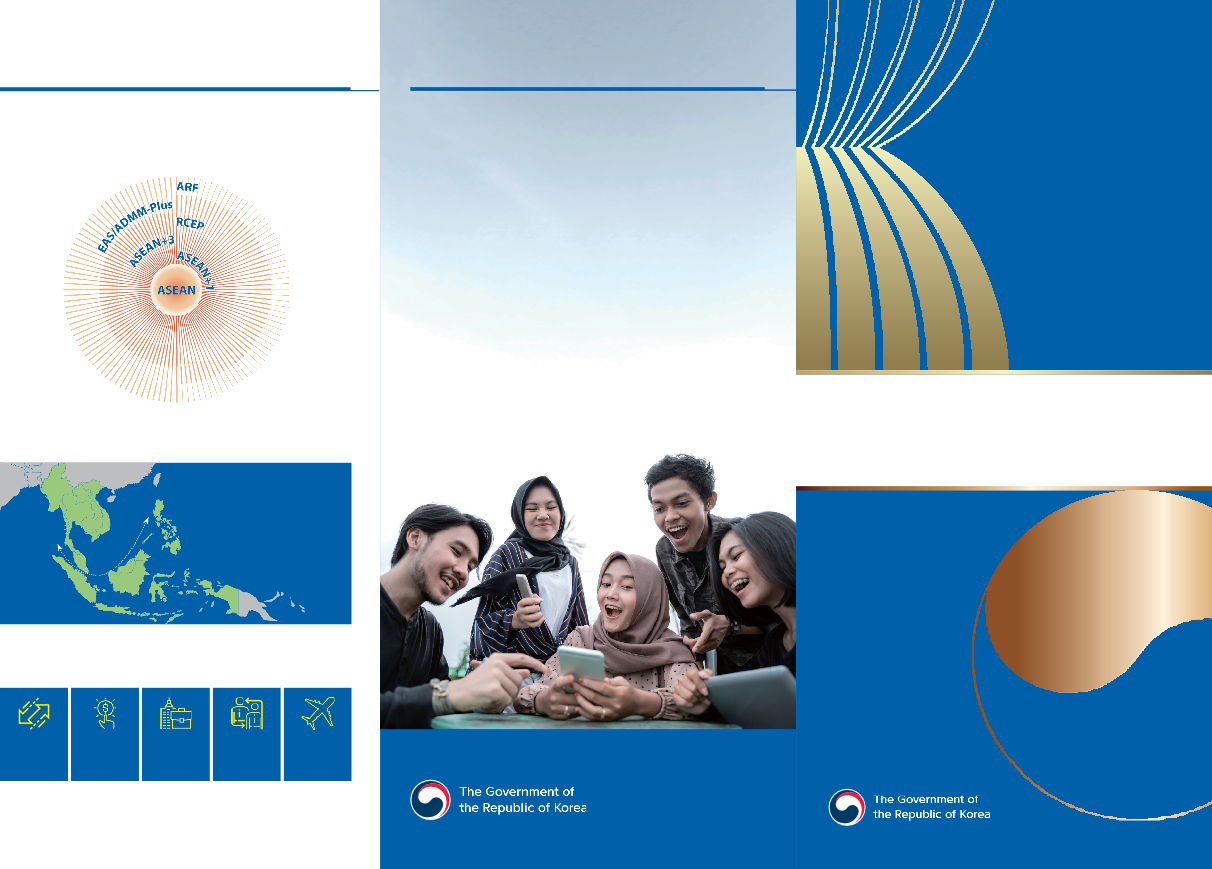 ARF
EAS/ADMM-Plus
RCEP
ASEAN+3
ASEAN+1
ASEAN
The Government of
the Republic of Korea
The Government of
the Republic of Korea